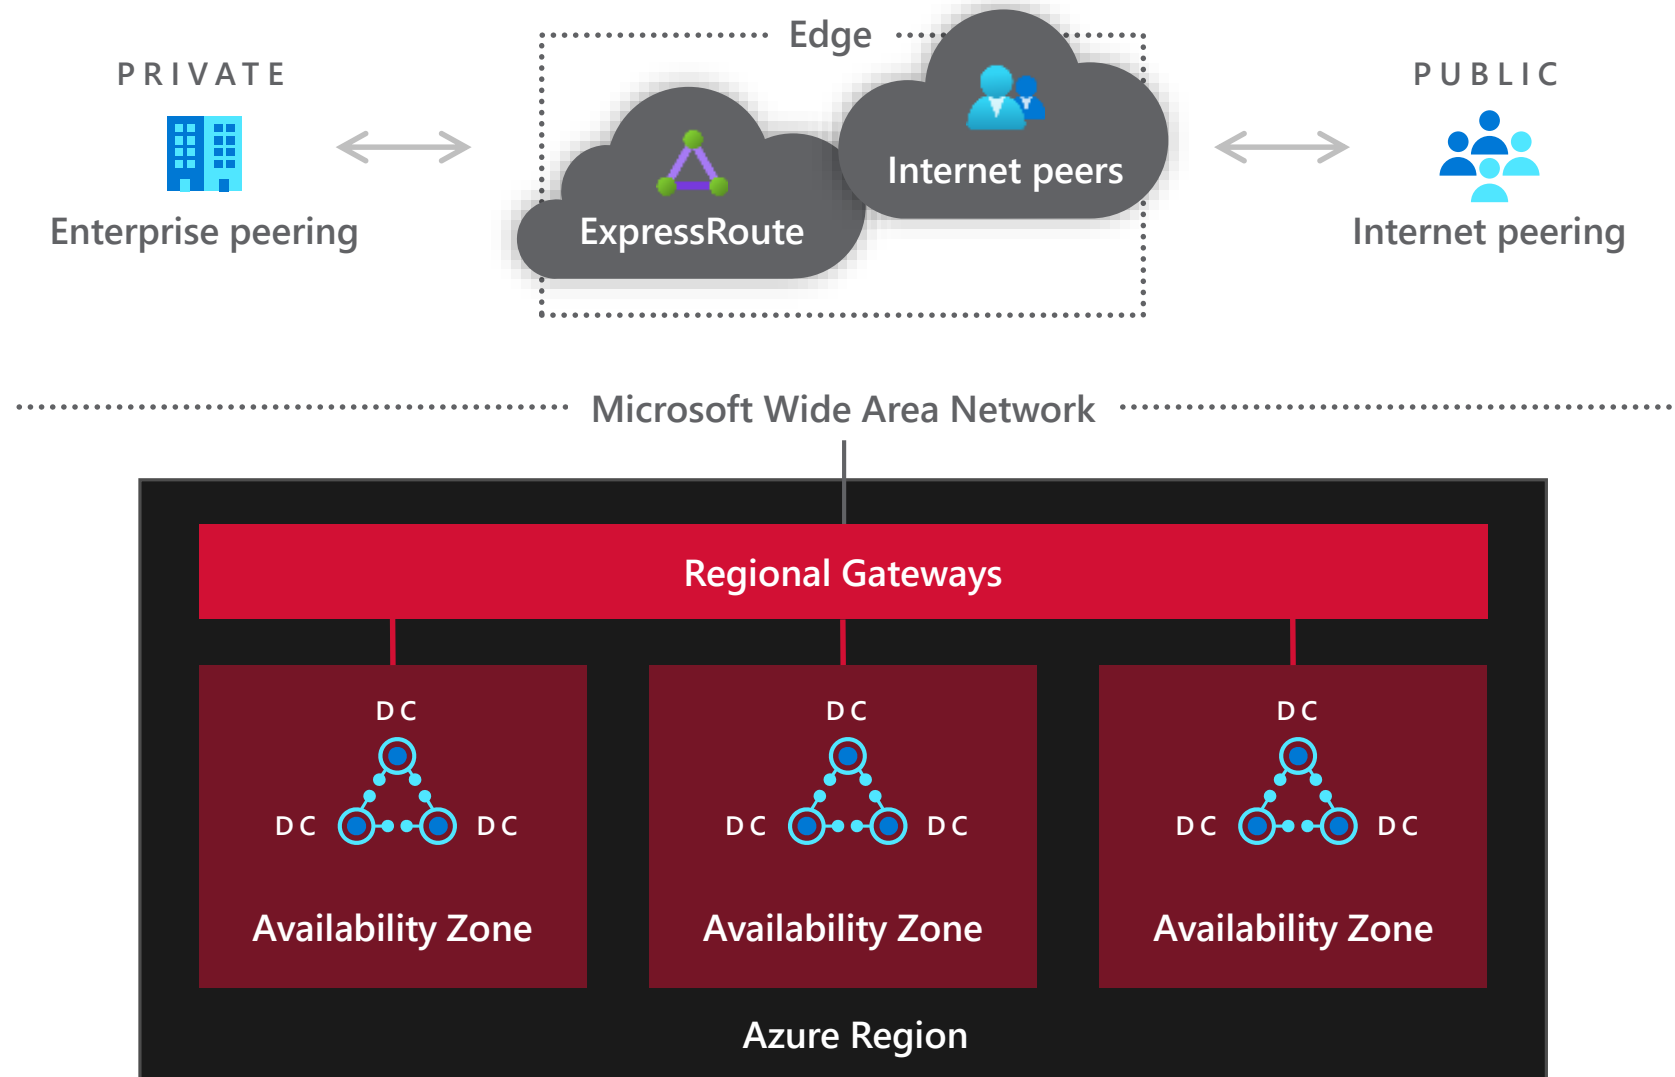 Edge
PRIVATE
PUBLIC
Internet peers
Enterprise peering
ExpressRoute
Internet peering
Microsoft Wide Area Network
Regional Gateways
DC
DC
DC
DC
DC
DC
DC
DC
DC
Availability Zone
Availability Zone
Availability Zone
Azure Region